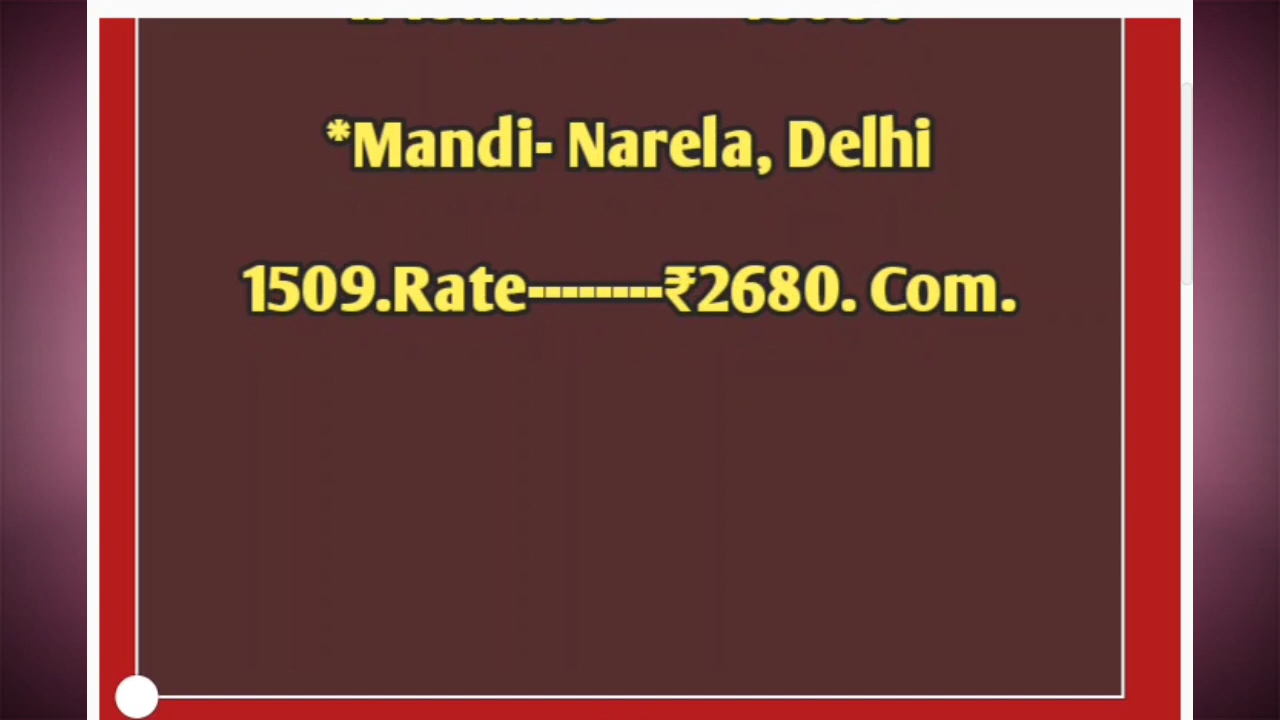 *Mandi- Narela, Delhi
1509.Rate--------₹2680. Com.